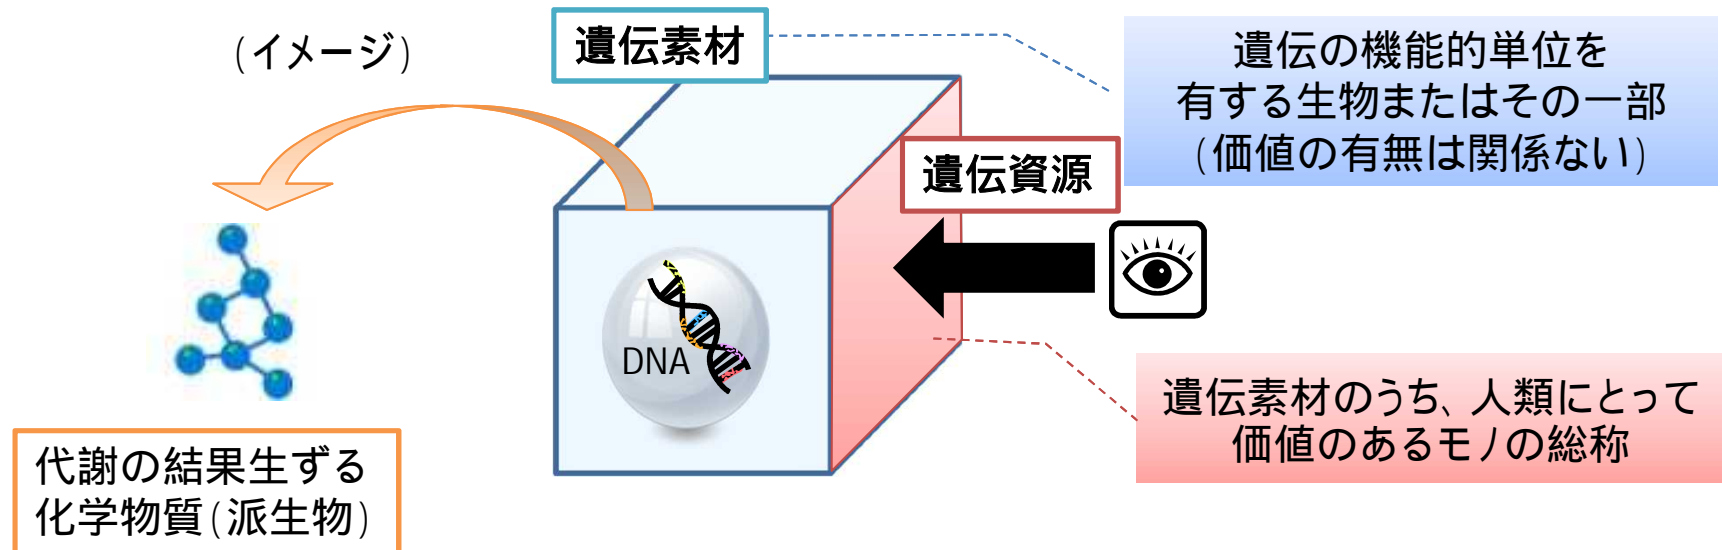 (イメージ)
遺伝素材
遺伝の機能的単位を
有する生物またはその一部
(価値の有無は関係ない)
遺伝資源
DNA
遺伝素材のうち、人類にとって
価値のあるモノの総称
代謝の結果生ずる
化学物質(派生物)